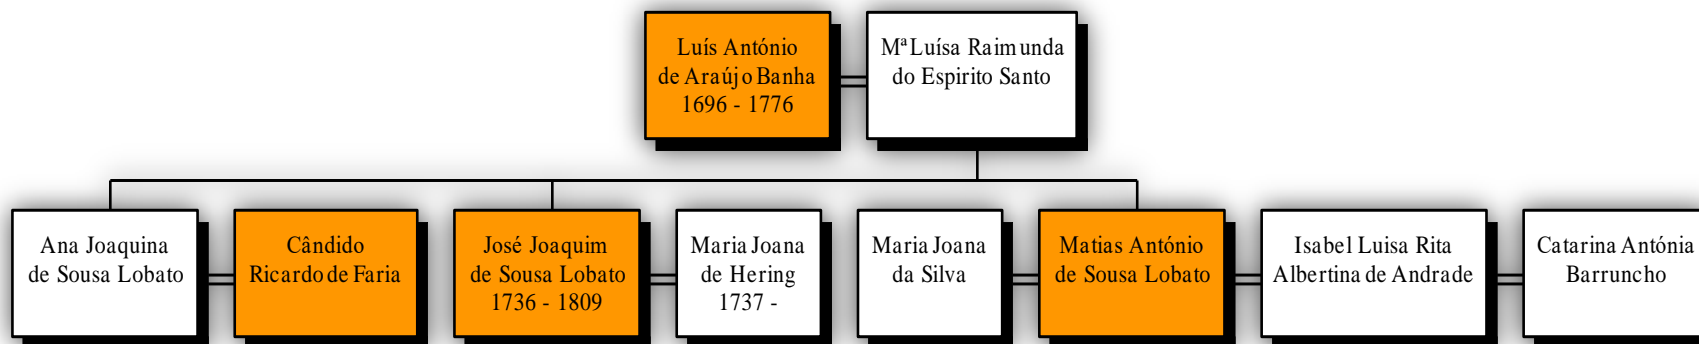 Luís António
de Araújo Banha
1696 - 1776
Mª Luísa Raimunda
do Espirito Santo
Ana Joaquina
de Sousa Lobato
Cândido
Ricardo de Faria
José Joaquim
de Sousa Lobato
1736 - 1809
Maria Joana
de Hering
1737 -
Maria Joana
da Silva
Matias António
de Sousa Lobato
Isabel Luisa Rita
Albertina de Andrade
Catarina Antónia
Barruncho